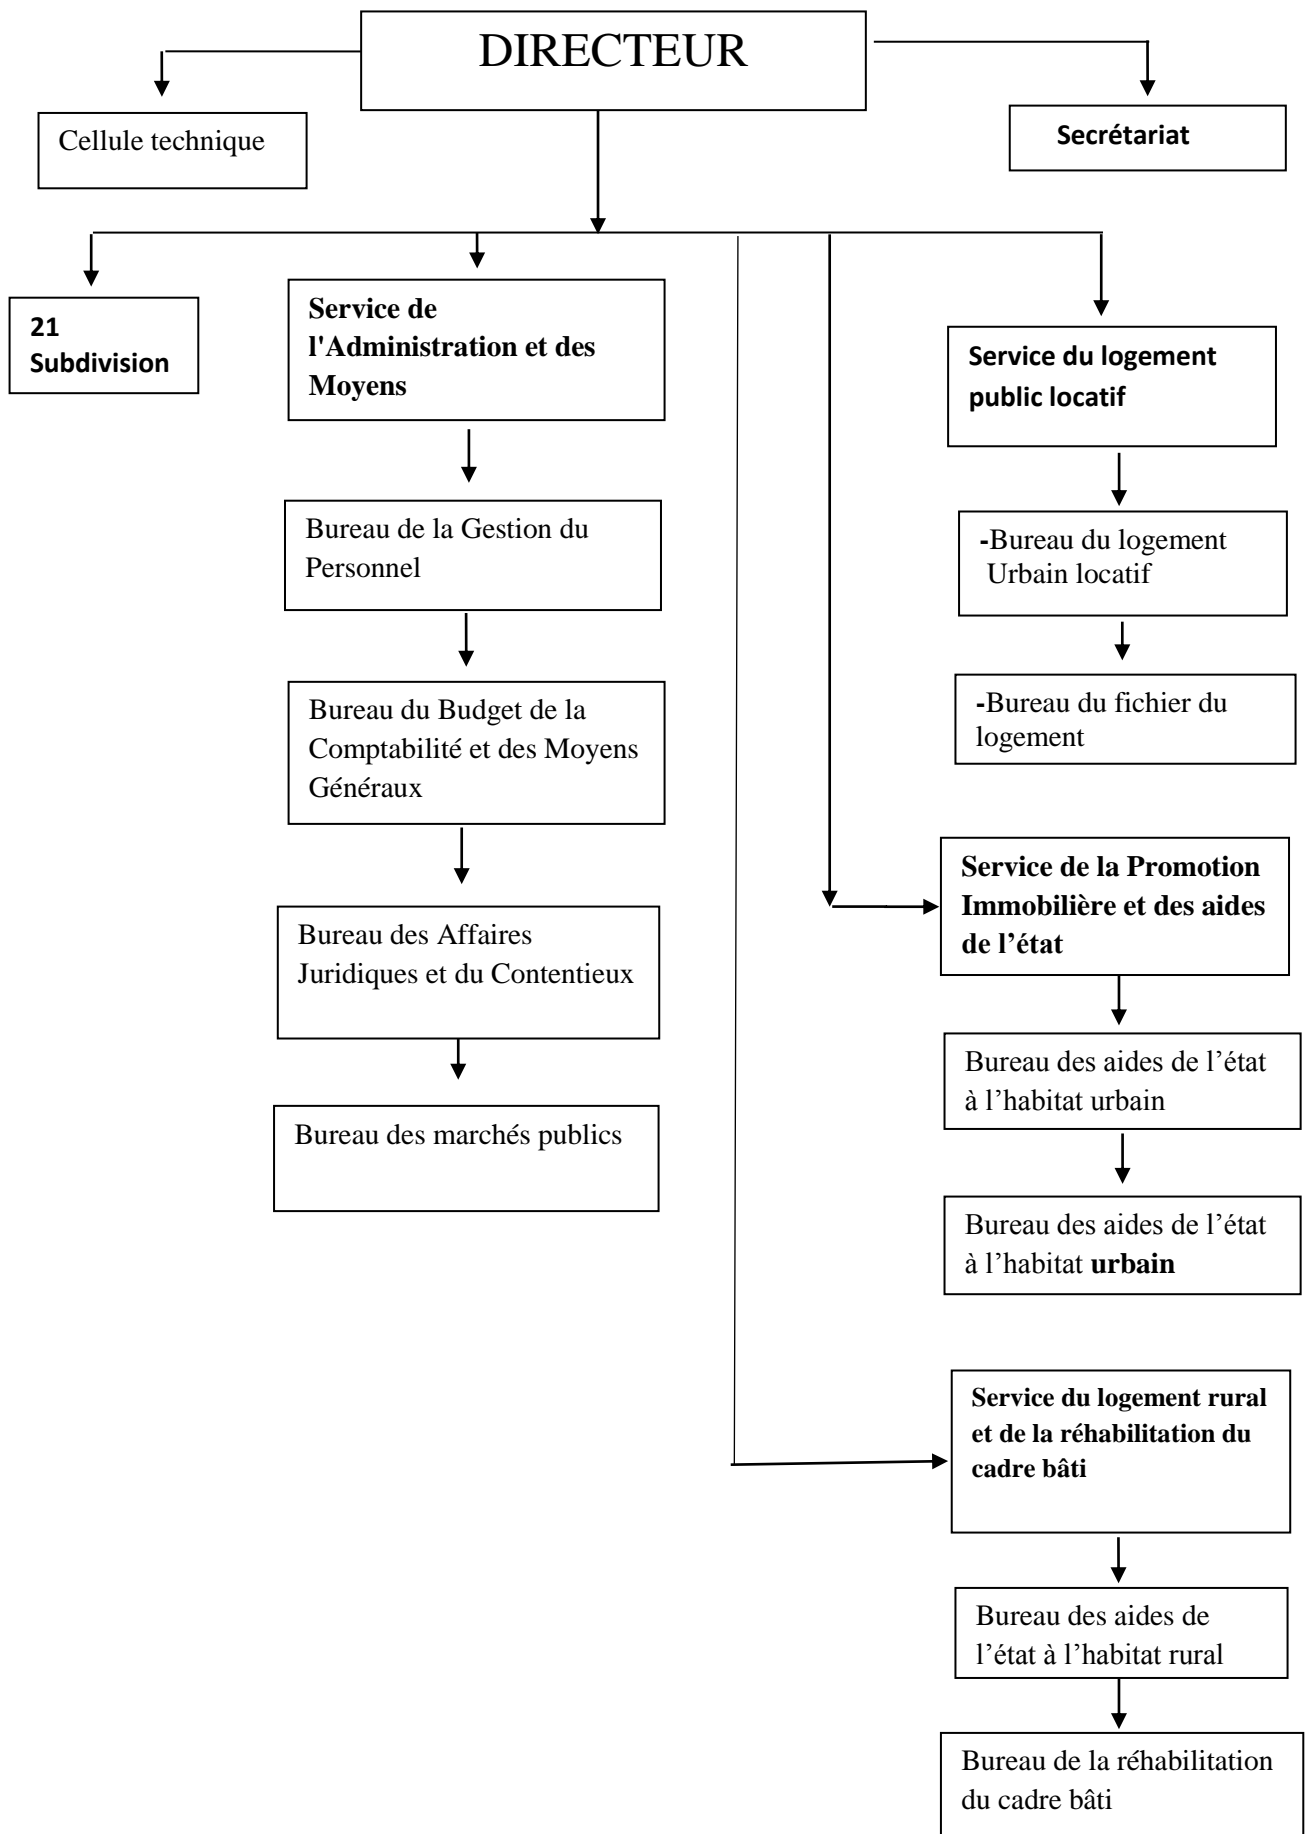 DIRECTEUR
Cellule technique
Secrétariat
21
Subdivision
Service de
l'Administration et des
Moyens
Bureau de la Gestion du
Personnel
Bureau du Budget de la
Comptabilité et des Moyens
Généraux
Bureau des Affaires
Juridiques et du Contentieux
Bureau des marchés publics
Service du logement
public locatif
-Bureau du logement
Urbain locatif
-Bureau du fichier du
logement
Service de la Promotion
Immobilière et des aides
de l’état
Bureau des aides de l’état
à l’habitat urbain
Bureau des aides de l’état
à l’habitat urbain
Service du logement rural
et de la réhabilitation du
cadre bâti
Bureau des aides de
l’état à l’habitat rural
Bureau de la réhabilitation
du cadre bâti